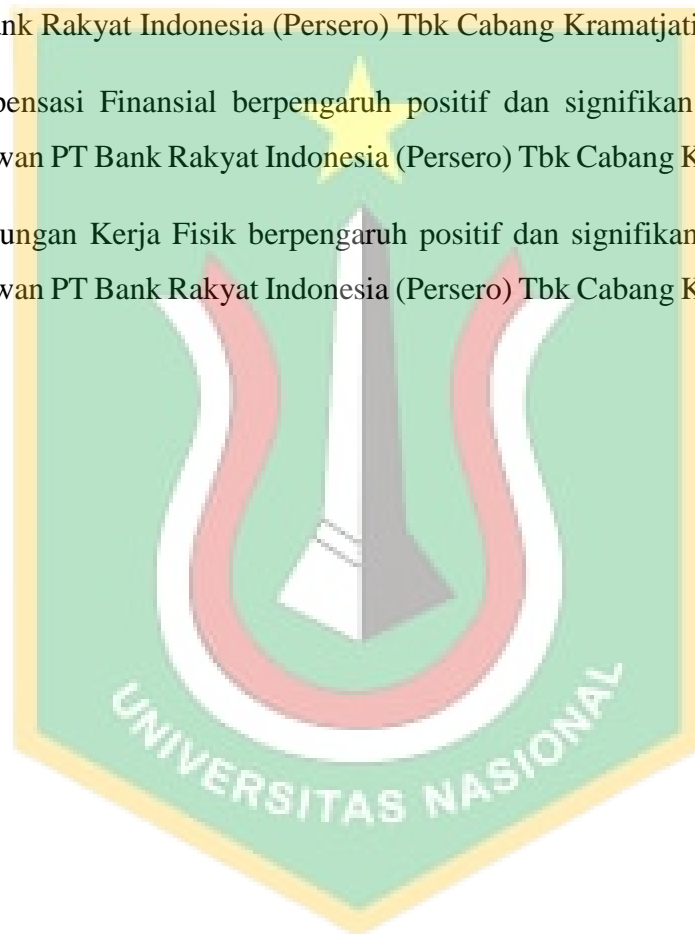 ank Rakyat Indonesia (Persero) Tbk Cabang Kramatjati
pensasi Finansial berpengaruh positif dan signifikan
wan PT Bank Rakyat Indonesia (Persero) Tbk Cabang K
ungan Kerja Fisik berpengaruh positif dan signifikan
wan PT Bank Rakyat Indonesia (Persero) Tbk Cabang K
UNIVERSITAS NASIONAL